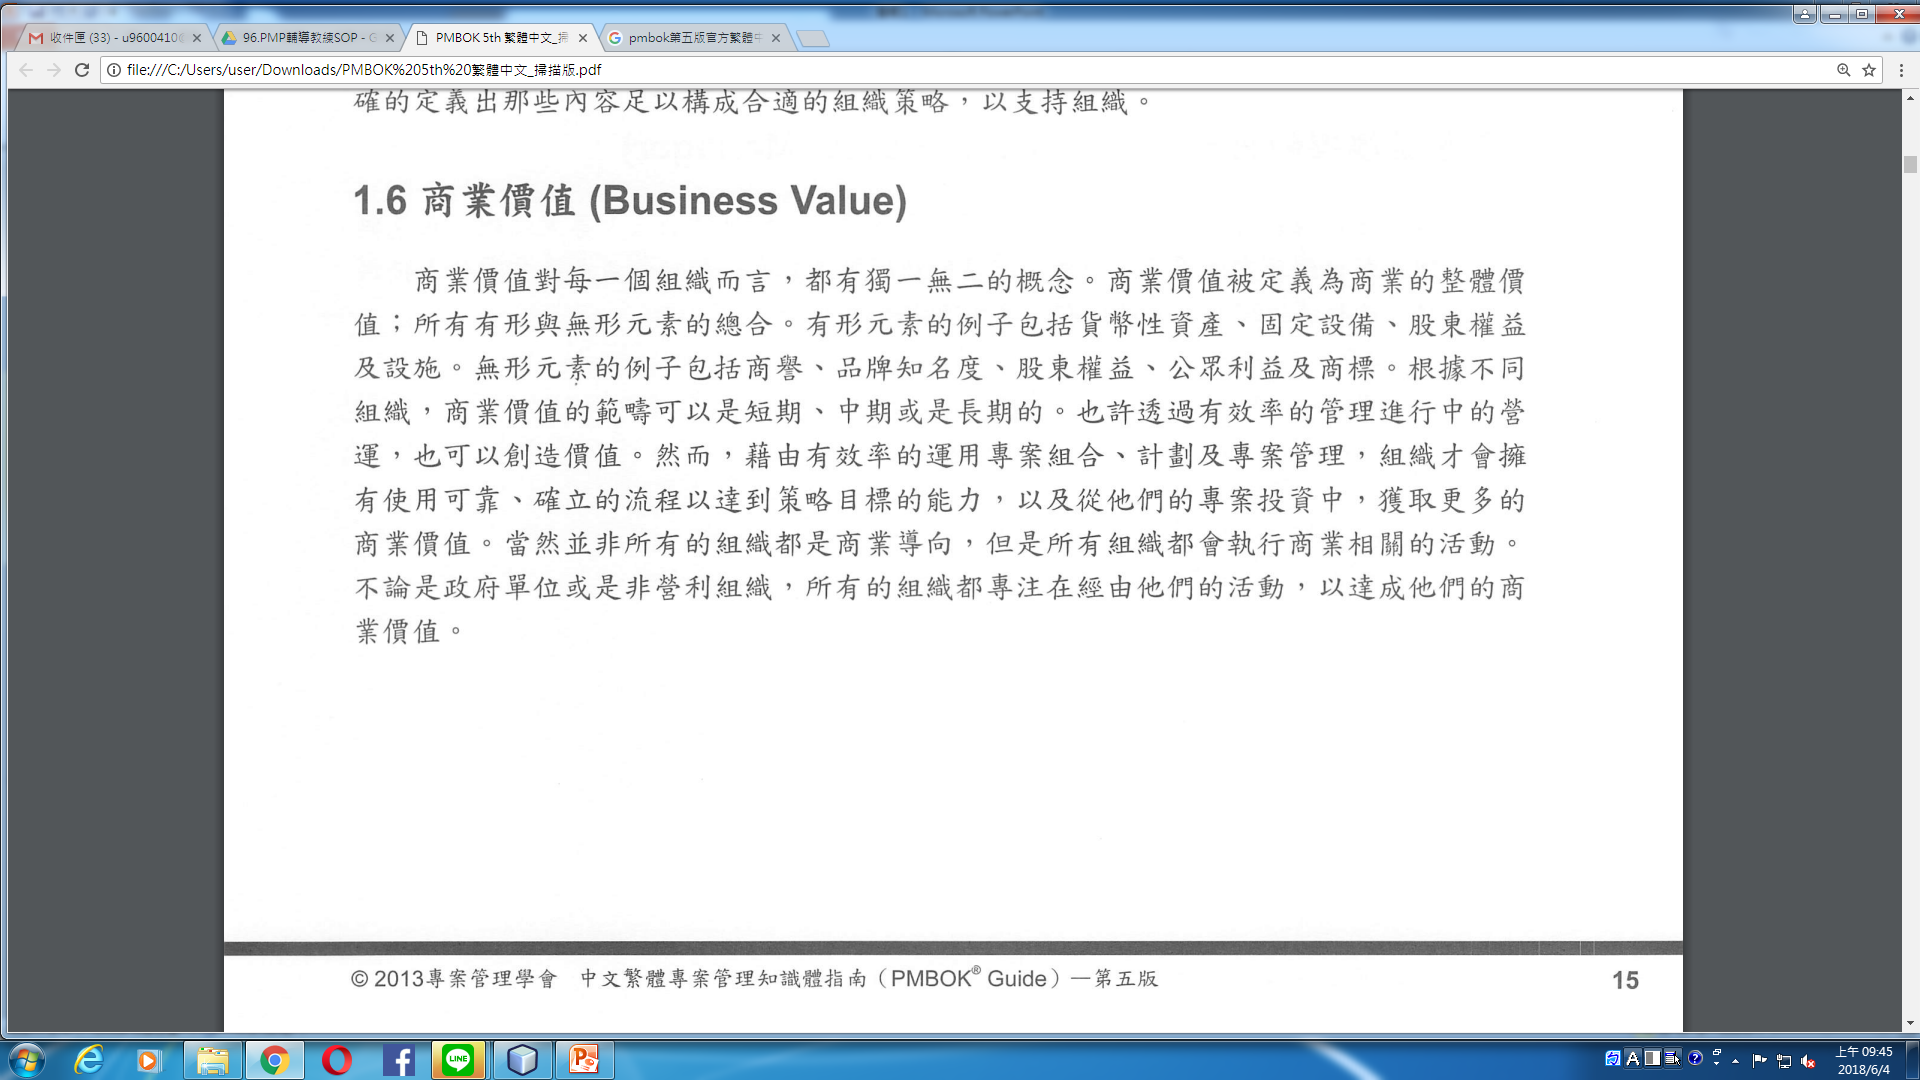 收件匣 (33) - u9600410
96.PMP輔導教練SOP - G
PMBOK 5th 繁體中文_掃
pmbok第五版官方繁體中
file:///C:/Users/user/Downloads/PMBOK%205th%20繁體中文_掃描版.pdf
確的定義出那些內容足以構成合適的組織策略，以支持組織。
1.6 商業價值 (Business Value)
商業價值對每一個組織而言，都有獨一無二的概念。商業價值被定義為商業的整體價
值；所有有形與無形元素的總合。有形元素的例子包括貨幣性資產、固定設備、股東權益
及設施。無形元素的例子包括商譽、品牌知名度、股東權益、公眾利益及商標。根據不同
組織，商業價值的範疇可以是短期、中期或是長期的。也許透過有效率的管理進行中的營
運，也可以創造價值。然而，藉由有效率的運用專案組合、計劃及專案管理，組織才會擁
有使用可靠、確立的流程以達到策略目標的能力，以及從他們的專案投資中，獲取更多的
商業價值。當然並非所有的組織都是商業導向，但是所有組織都會執行商業相關的活動。
不論是政府單位或是非營利組織，所有的組織都專注在經由他們的活動，以達成他們的商
業價值。
© 2013專案管理學會　中文繁體專案管理知識體指南（PMBOK® Guide）—第五版
15
LINE
A
上午 09:45
2018/6/4